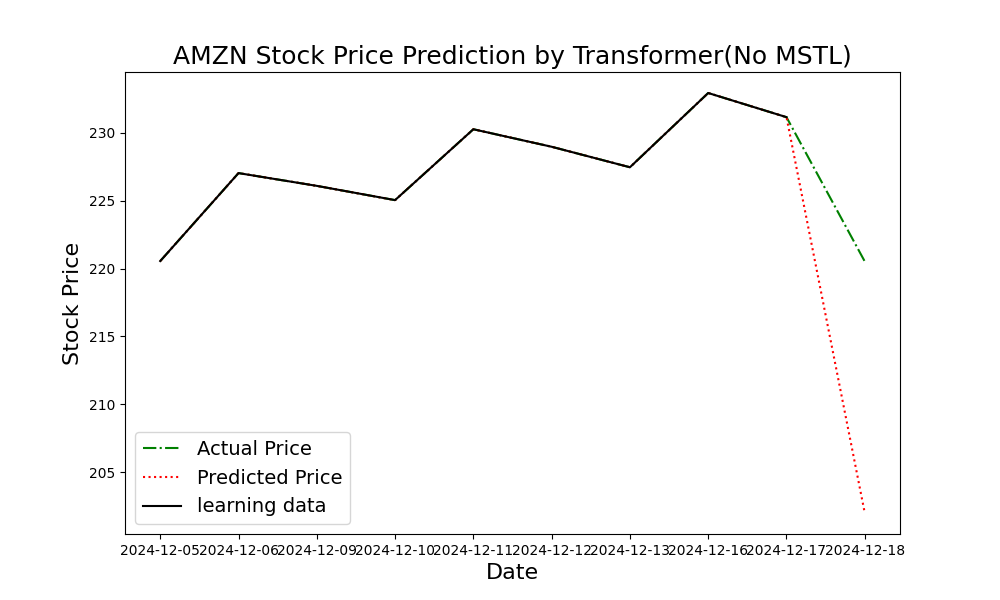 AMZN Stock Price Prediction by Transformer(No MSTL)
Stock Price
230
225
220
215
210
205
Actual Price
Predicted Price
learning data
2024-12-05 2024-12-06 2024-12-09 2024-12-10 2024-12-11 2024-12-12 2024-12-13 2024-12-16 2024-12-17 2024-12-18
Date